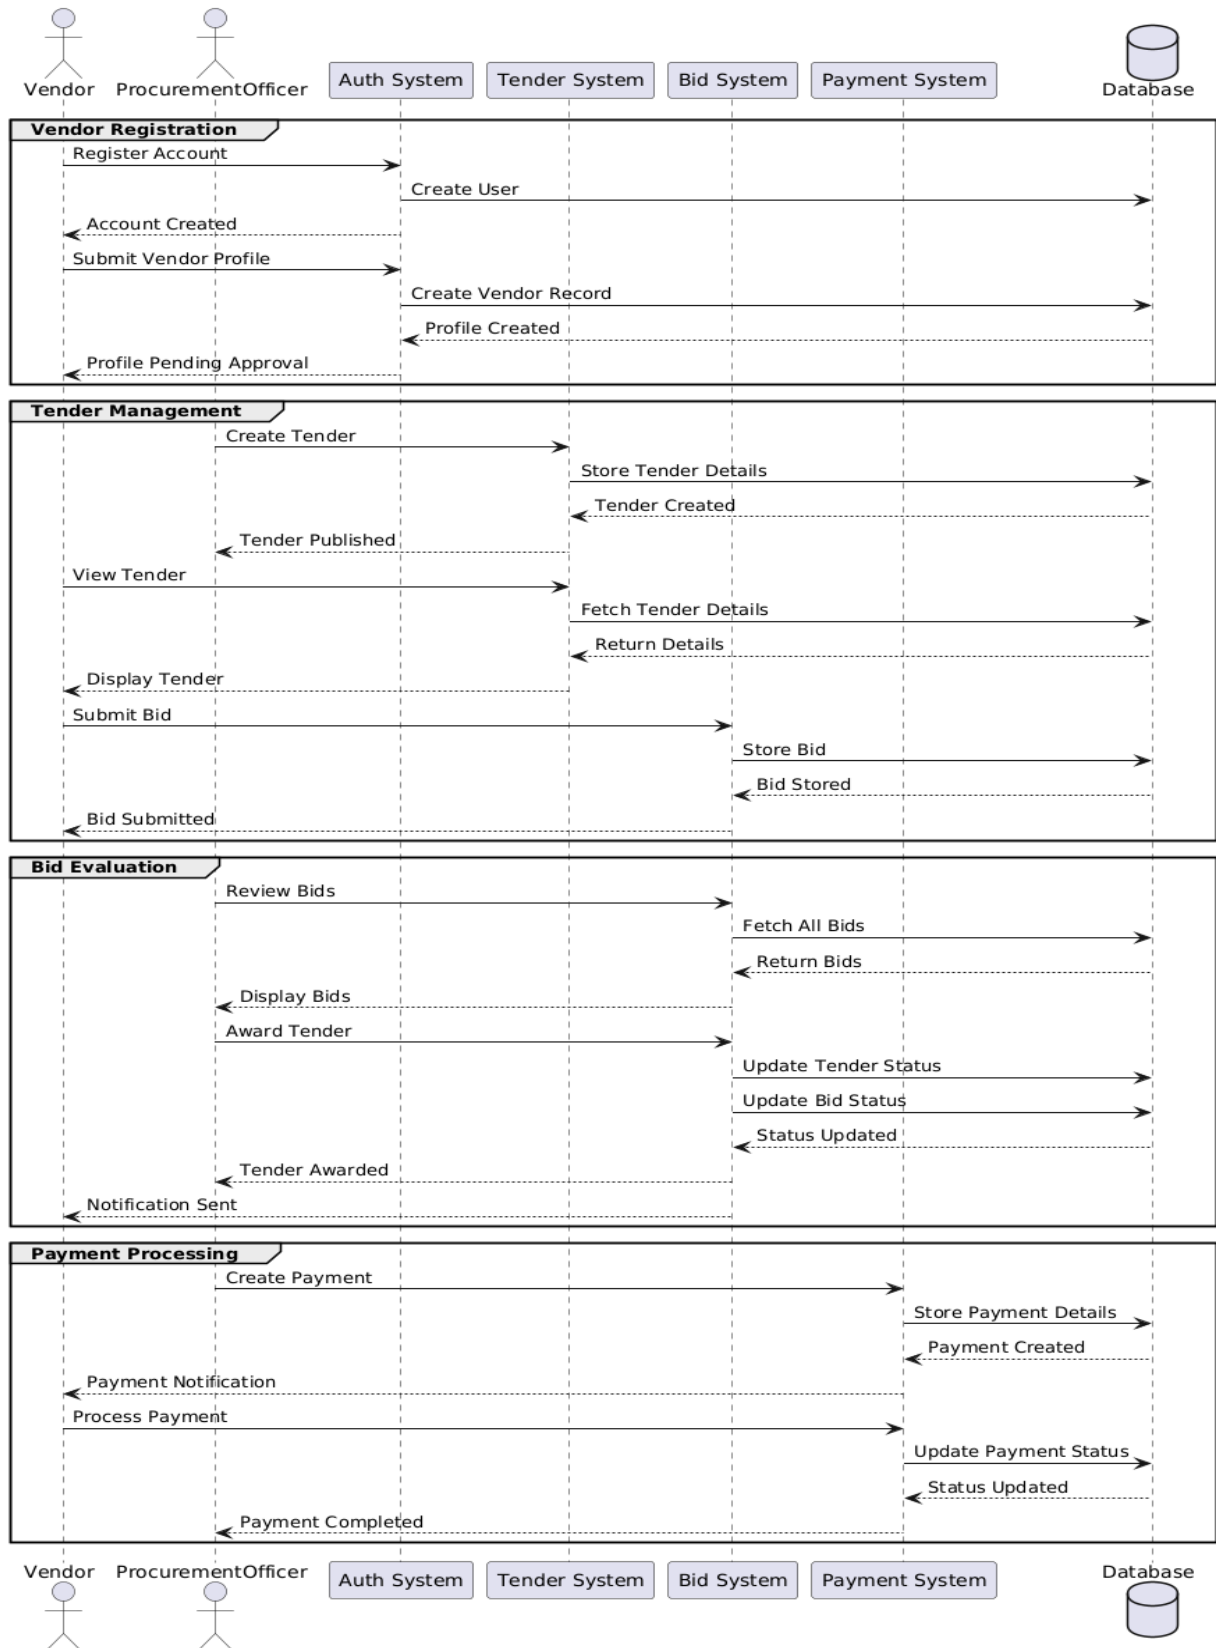 Vendor ProcurementOfficer Auth System Tender System Bid System Payment System Database
Vendor Registration
Register Account
Create User
Account Created
Submit Vendor Profile
Create Vendor Record
Profile Created
Profile Pending Approval
Tender Management
Create Tender
Store Tender Details
Tender Created
Tender Published
View Tender
Fetch Tender Details
Return Details
Display Tender
Submit Bid
Store Bid
Bid Stored
Bid Submitted
Bid Evaluation
Review Bids
Fetch All Bids
Return Bids
Display Bids
Award Tender
Update Tender Status
Update Bid Status
Status Updated
Tender Awarded
Notification Sent
Payment Processing
Create Payment
Store Payment Details
Payment Created
Payment Notification
Process Payment
Update Payment Status
Status Updated
Payment Completed
Vendor ProcurementOfficer Auth System Tender System Bid System Payment System Database